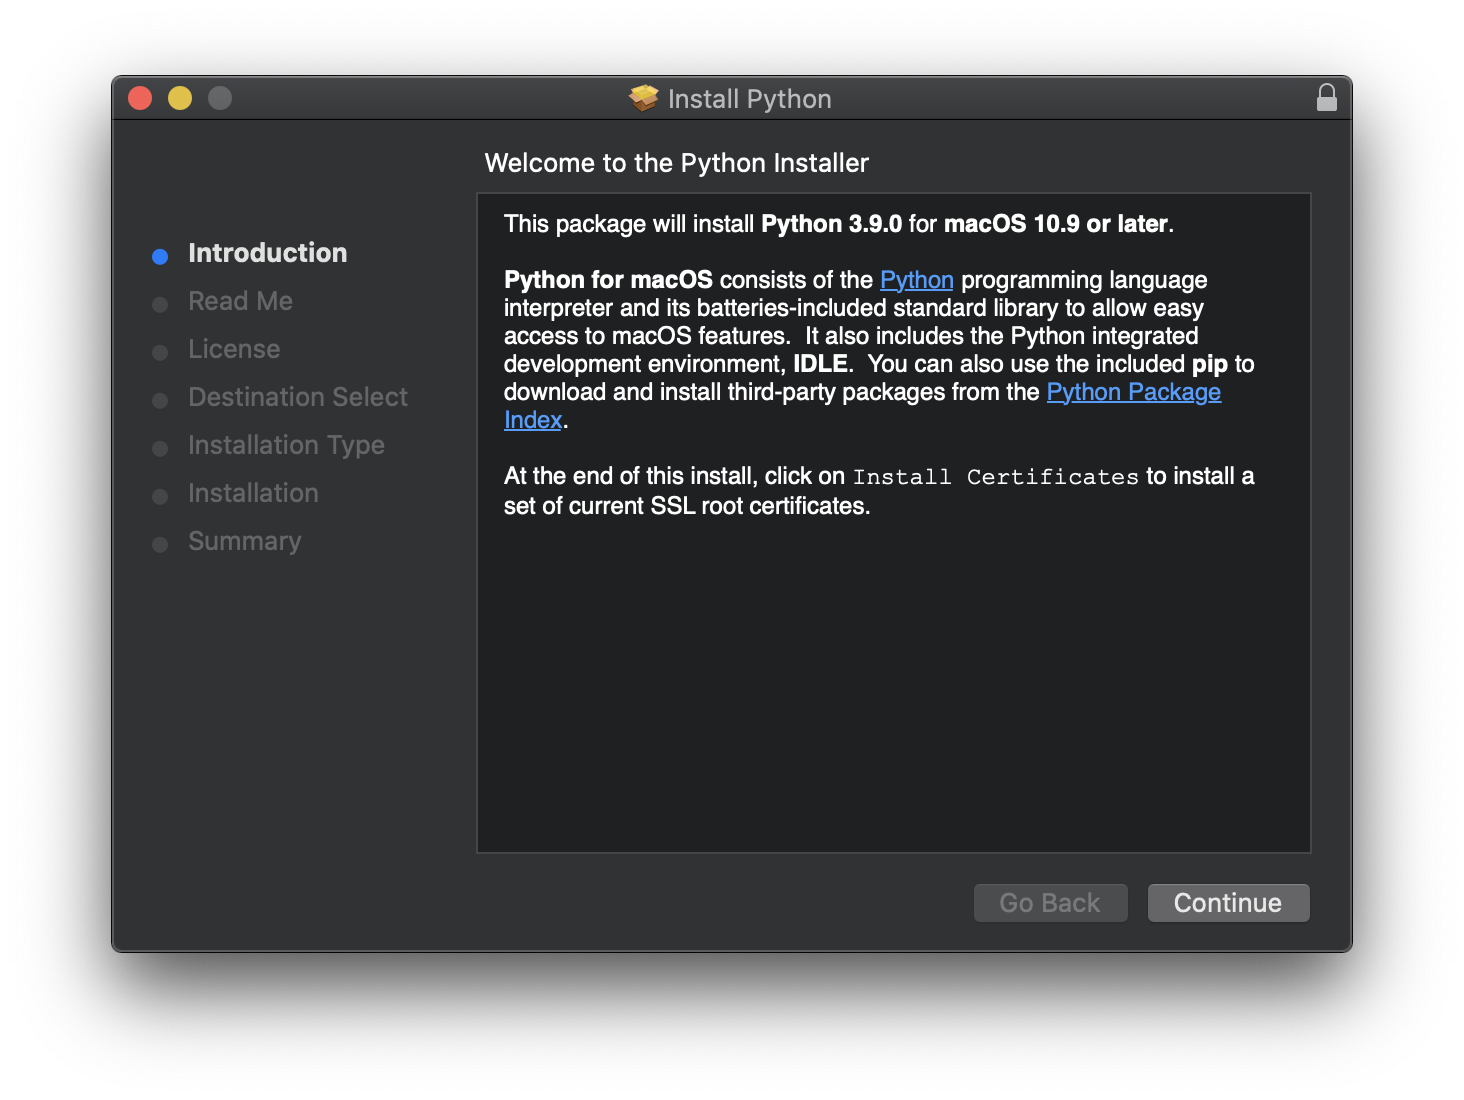 Install Python
Welcome to the Python Installer
Introduction
Read Me
License
Destination Select
Installation Type
Installation
Summary
This package will install Python 3.9.0 for macOS 10.9 or later.
Python for macOS consists of the Python programming language
interpreter and its batteries-included standard library to allow easy
access to macOS features.  It also includes the Python integrated
development environment, IDLE.  You can also use the included pip to
download and install third-party packages from the Python Package
Index.
At the end of this install, click on Install Certificates to install a
set of current SSL root certificates.
Go Back
Continue